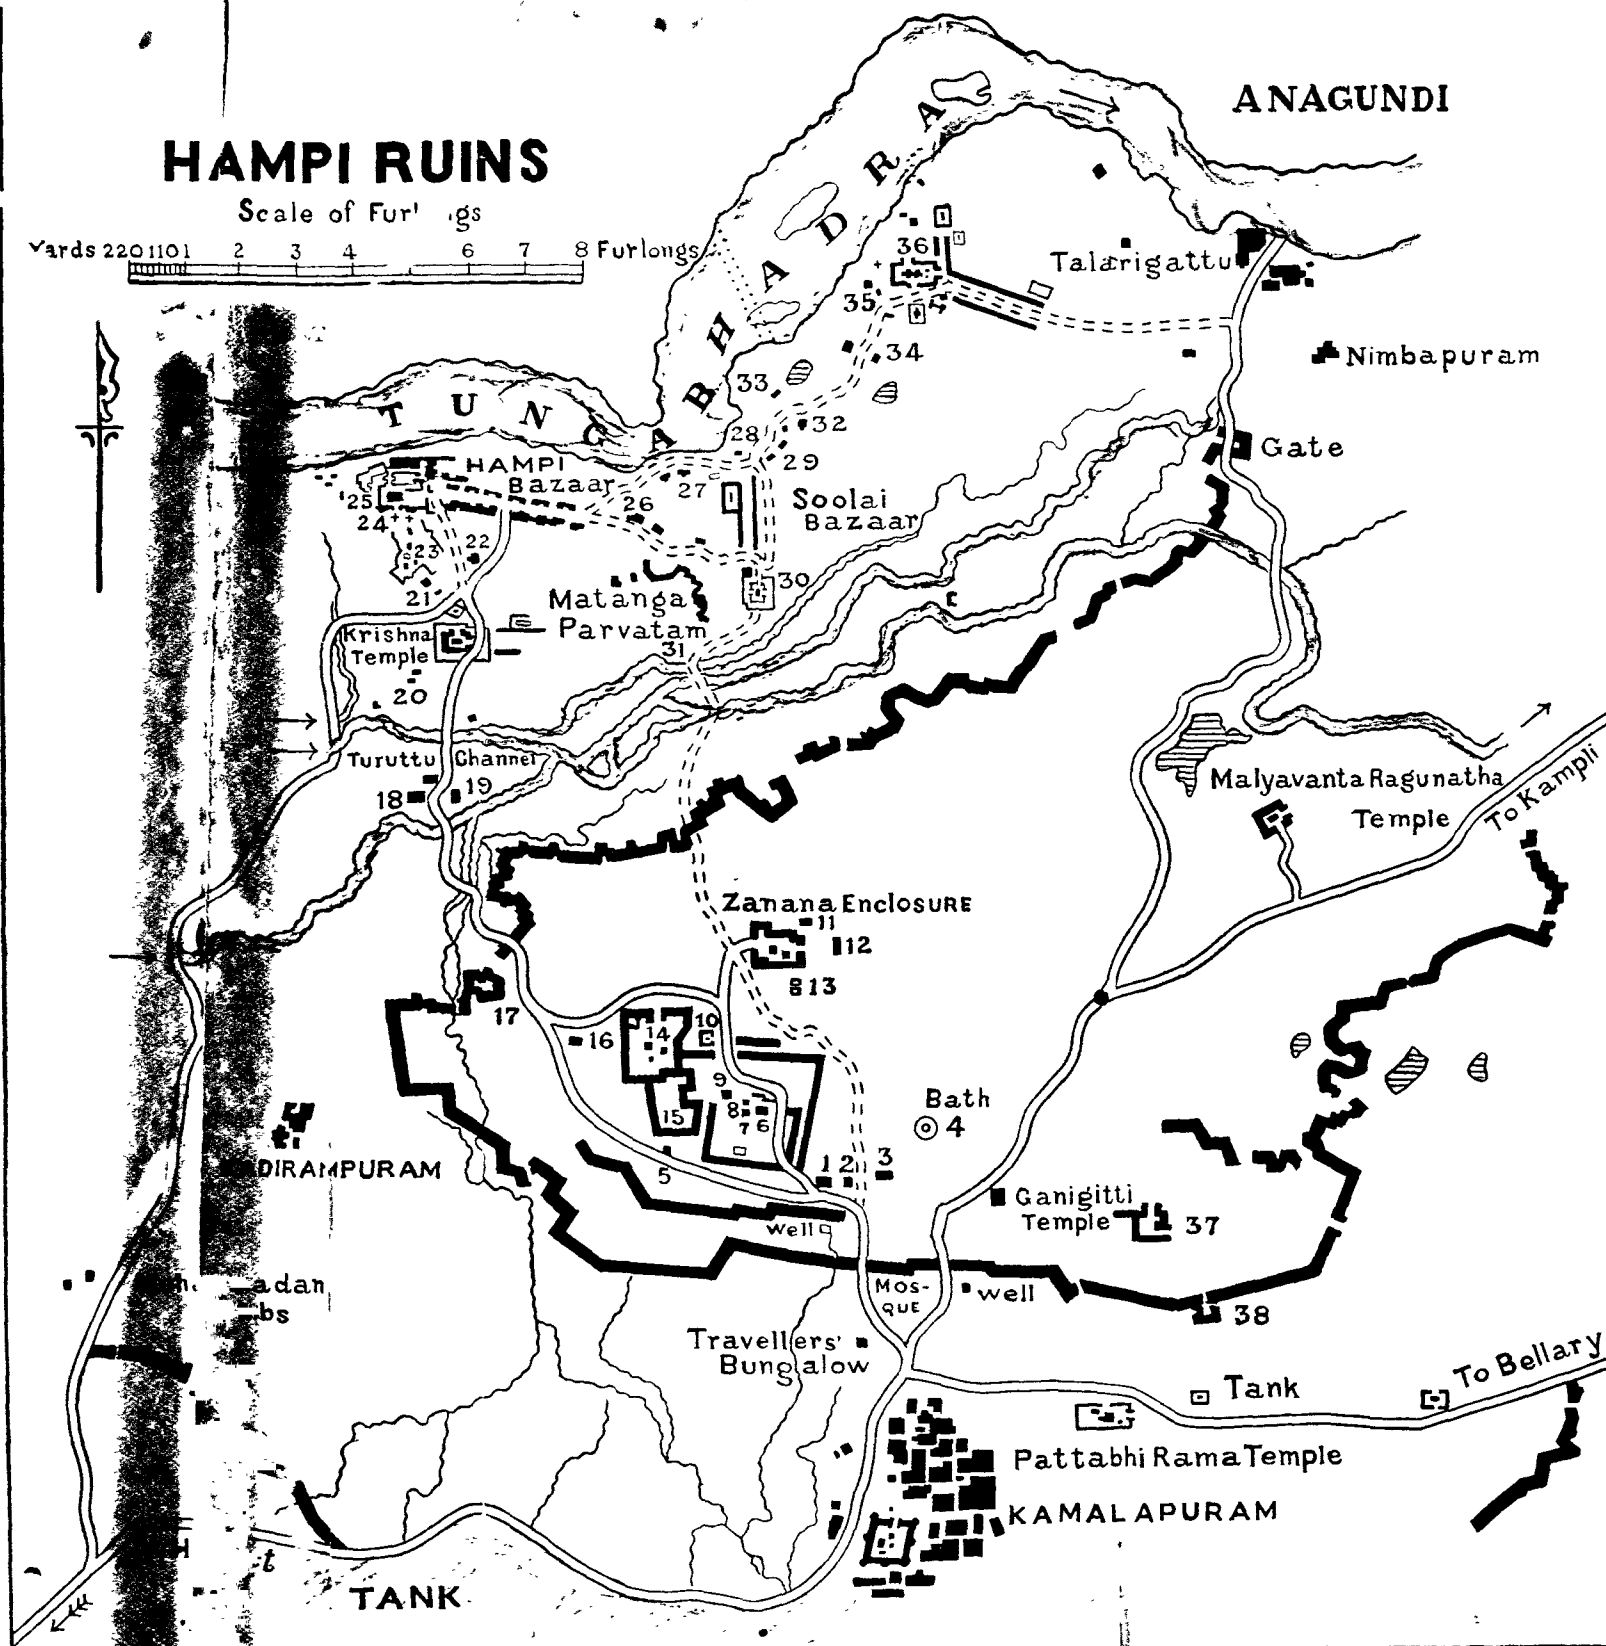 ANAGUNDI
HAMPI RUINS
Scale of
Yards 220 110 1 2 3 4 6 7 8 Furlongs
TUNGABHADRA
36
Talarigattu
35
34
Nimbapuram
33
32
28
29
Gate
HAMPI
Bazaar
25
26
27
24
Soolai
Bazaar
23
22
21
30
Matanga
Parvatam
31
Krishna
Temple
20
Turuttu Channel
18
19
Malyavanta Ragunatha
Temple
To Kampli
Zanana Enclosure
11
12
13
17
16
14
10
9
8
7
6
15
Bath
4
5
1 2 3
DIRAMPURAM
Ganigitti
Temple
37
well
Mos-
que
well
adan
bs
38
Travellers'
Bungalow
To Bellary
Tank
Pattabhi Rama Temple
KAMALAPURAM
TANK